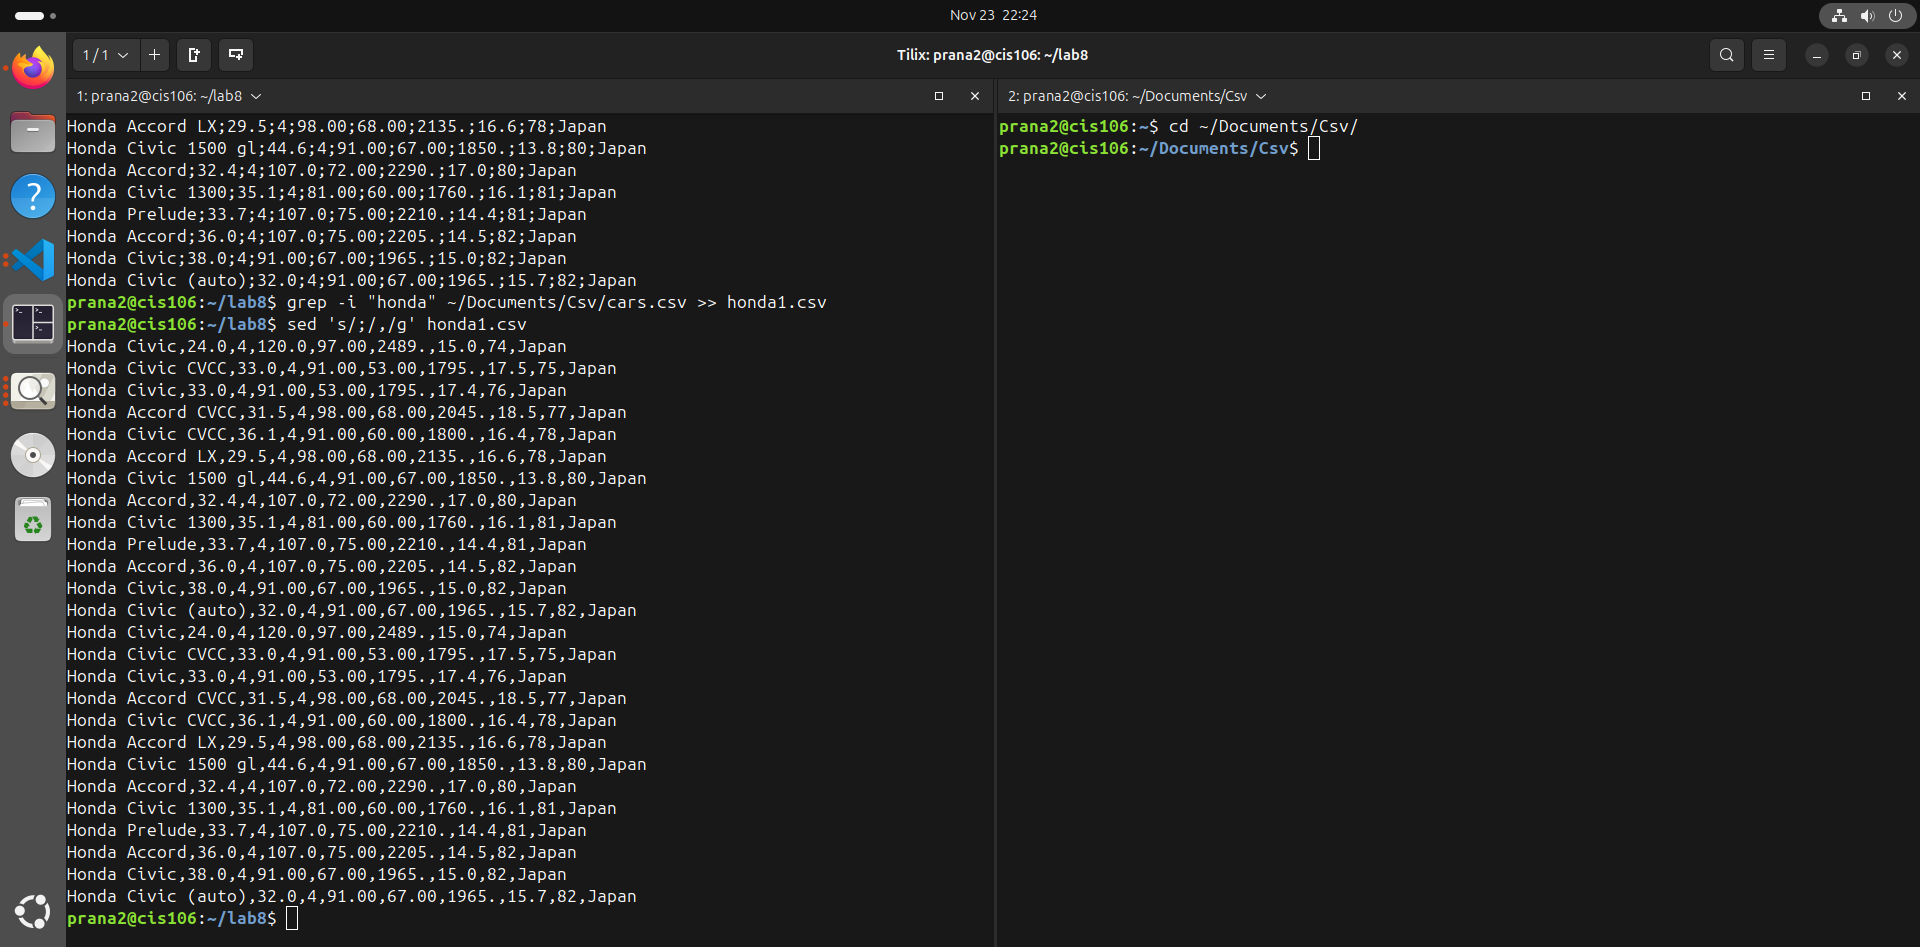 Nov 23 22:24
1 / 1
Tilix: prana2@cis106: ~/lab8
1: prana2@cis106: ~/lab8
Honda Accord LX;29.5;4;98.00;68.00;2135.;16.6;78;Japan
Honda Civic 1500 gl;44.6;4;91.00;67.00;1850.;13.8;80;Japan
Honda Accord;32.4;4;107.0;72.00;2290.;17.0;80;Japan
Honda Civic 1300;35.1;4;81.00;60.00;1760.;16.1;81;Japan
Honda Prelude;33.7;4;107.0;75.00;2210.;14.4;81;Japan
Honda Accord;36.0;4;107.0;75.00;2205.;14.5;82;Japan
Honda Civic;38.0;4;91.00;67.00;1965.;15.0;82;Japan
Honda Civic (auto);32.0;4;91.00;67.00;1965.;15.7;82;Japan
prana2@cis106:~/lab8$ grep -i "honda" ~/Documents/Csv/cars.csv >> honda1.csv
prana2@cis106:~/lab8$ sed 's/;/,/g' honda1.csv
Honda Civic,24.0,4,120.0,97.00,2489.,15.0,74,Japan
Honda Civic CVCC,33.0,4,91.00,53.00,1795.,17.5,75,Japan
Honda Civic,33.0,4,91.00,53.00,1795.,17.4,76,Japan
Honda Accord CVCC,31.5,4,98.00,68.00,2045.,18.5,77,Japan
Honda Civic CVCC,36.1,4,91.00,60.00,1800.,16.4,78,Japan
Honda Accord LX,29.5,4,98.00,68.00,2135.,16.6,78,Japan
Honda Civic 1500 gl,44.6,4,91.00,67.00,1850.,13.8,80,Japan
Honda Accord,32.4,4,107.0,72.00,2290.,17.0,80,Japan
Honda Civic 1300,35.1,4,81.00,60.00,1760.,16.1,81,Japan
Honda Prelude,33.7,4,107.0,75.00,2210.,14.4,81,Japan
Honda Accord,36.0,4,107.0,75.00,2205.,14.5,82,Japan
Honda Civic,38.0,4,91.00,67.00,1965.,15.0,82,Japan
Honda Civic (auto),32.0,4,91.00,67.00,1965.,15.7,82,Japan
Honda Civic,24.0,4,120.0,97.00,2489.,15.0,74,Japan
Honda Civic CVCC,33.0,4,91.00,53.00,1795.,17.5,75,Japan
Honda Civic,33.0,4,91.00,53.00,1795.,17.4,76,Japan
Honda Accord CVCC,31.5,4,98.00,68.00,2045.,18.5,77,Japan
Honda Civic CVCC,36.1,4,91.00,60.00,1800.,16.4,78,Japan
Honda Accord LX,29.5,4,98.00,68.00,2135.,16.6,78,Japan
Honda Civic 1500 gl,44.6,4,91.00,67.00,1850.,13.8,80,Japan
Honda Accord,32.4,4,107.0,72.00,2290.,17.0,80,Japan
Honda Civic 1300,35.1,4,81.00,60.00,1760.,16.1,81,Japan
Honda Prelude,33.7,4,107.0,75.00,2210.,14.4,81,Japan
Honda Accord,36.0,4,107.0,75.00,2205.,14.5,82,Japan
Honda Civic,38.0,4,91.00,67.00,1965.,15.0,82,Japan
Honda Civic (auto),32.0,4,91.00,67.00,1965.,15.7,82,Japan
prana2@cis106:~/lab8$
2: prana2@cis106: ~/Documents/Csv
prana2@cis106:~$ cd ~/Documents/Csv/
prana2@cis106:~/Documents/Csv$